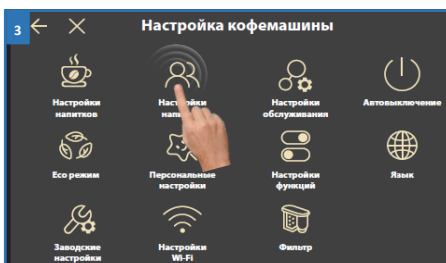 3
Настройка кофемашины
Настройки
напитков
Настройки
нап
Настройки
обслуживания
Автовыключение
Eco режим
Персональные
настройки
Настройки
функций
Язык
Заводские
настройки
Настройки
Wi-Fi
Фильтр